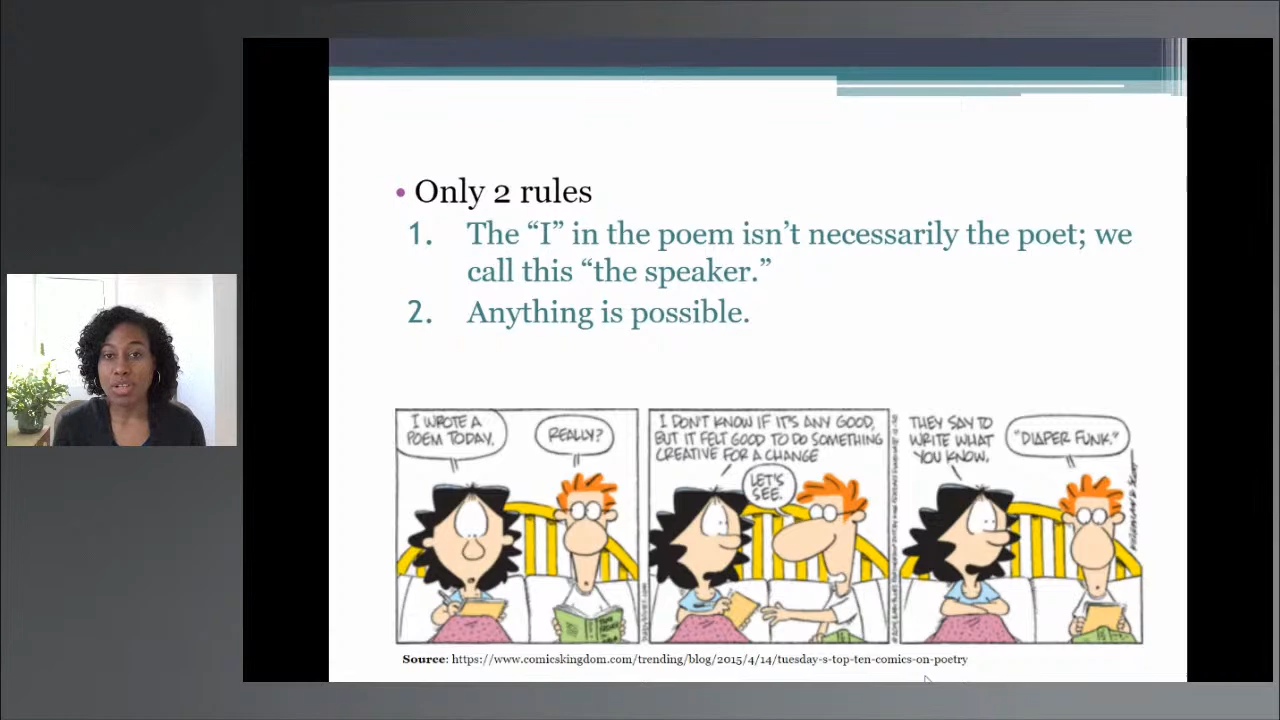 • Only 2 rules
1. The “I” in the poem isn’t necessarily the poet; we
call this “the speaker.”
2. Anything is possible.
I WROTE A
POEM TODAY.
REALLY?
I DON'T KNOW IF IT'S ANY GOOD,
BUT IT FELT GOOD TO DO SOMETHING
CREATIVE FOR A CHANGE
LET'S
SEE.
THEY SAY TO
WRITE WHAT
YOU KNOW.
"DIAPER FUNK."
Source: https://www.comicskingdom.com/trending/blog/2015/4/14/tuesday-s-top-ten-comics-on-poetry